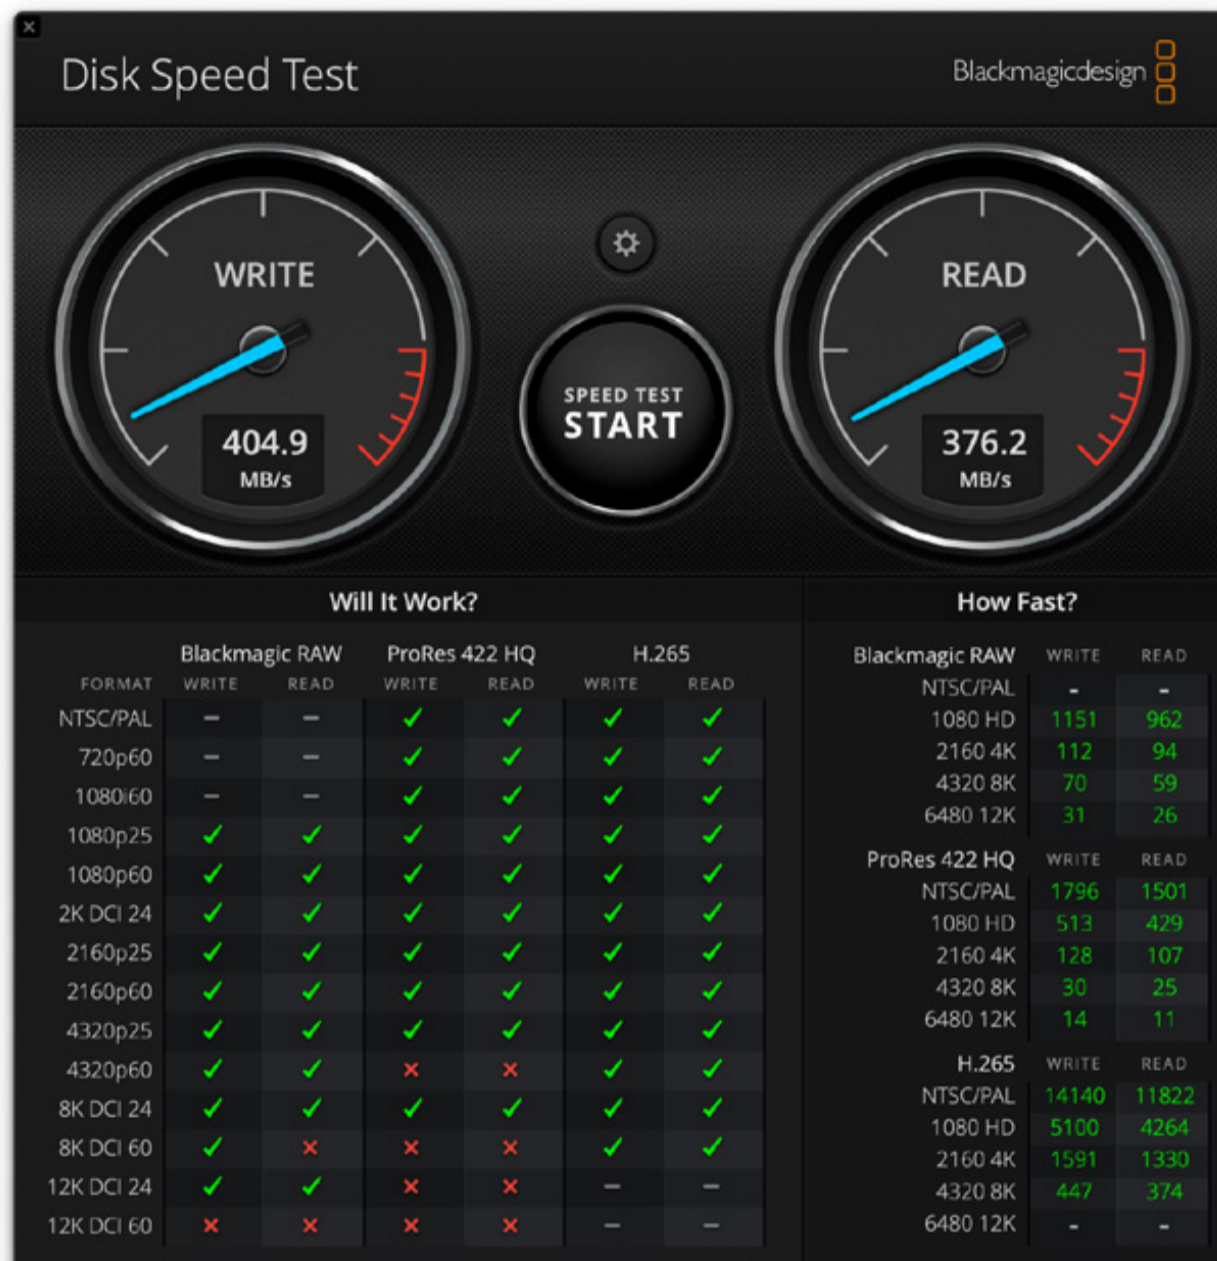 Disk Speed Test
Blackmagicdesign
WRITE
404.9
MB/s
SPEED TEST
START
READ
376.2
MB/s
Will It Work?
Blackmagic RAW ProRes 422 HQ H.265
FORMAT WRITE READ WRITE READ WRITE READ
NTSC/PAL – – ✓ ✓ ✓ ✓
720p60 – – ✓ ✓ ✓ ✓
1080i60 – – ✓ ✓ ✓ ✓
1080p25 ✓ ✓ ✓ ✓ ✓ ✓
1080p60 ✓ ✓ ✓ ✓ ✓ ✓
2K DCI 24 ✓ ✓ ✓ ✓ ✓ ✓
2160p25 ✓ ✓ ✓ ✓ ✓ ✓
2160p60 ✓ ✓ ✓ ✓ ✓ ✓
4320p25 ✓ ✓ ✓ ✓ ✓ ✓
4320p60 ✓ ✓ ✗ ✗ ✓ ✓
8K DCI 24 ✓ ✓ ✓ ✓ ✓ ✓
8K DCI 60 ✓ ✗ ✗ ✗ ✓ ✓
12K DCI 24 ✓ ✓ ✗ ✗ – –
12K DCI 60 ✗ ✗ ✗ ✗ – –
How Fast?
Blackmagic RAW WRITE READ
NTSC/PAL - -
1080 HD 1151 962
2160 4K 112 94
4320 8K 70 59
6480 12K 31 26
ProRes 422 HQ WRITE READ
NTSC/PAL 1796 1501
1080 HD 513 429
2160 4K 128 107
4320 8K 30 25
6480 12K 14 11
H.265 WRITE READ
NTSC/PAL 14140 11822
1080 HD 5100 4264
2160 4K 1591 1330
4320 8K 447 374
6480 12K - -